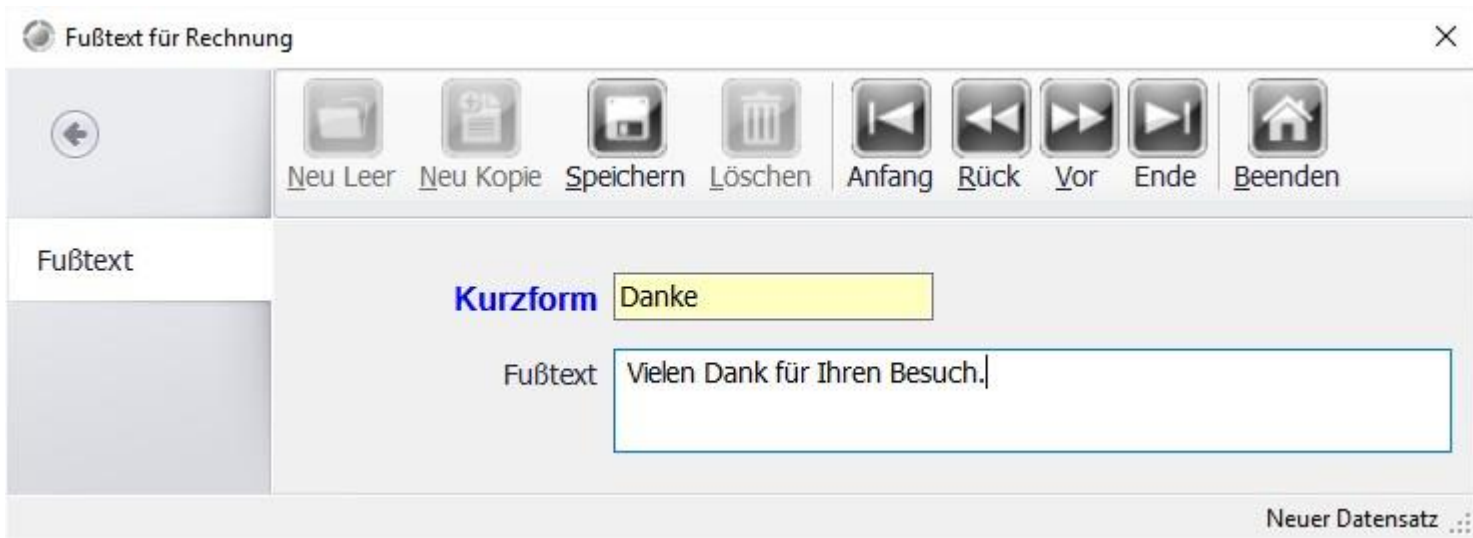 Fußtext für Rechnung
Neu Leer Neu Kopie Speichern Löschen Anfang Rück Vor Ende Beenden
Fußtext
Kurzform Danke
Fußtext Vielen Dank für Ihren Besuch.
Neuer Datensatz